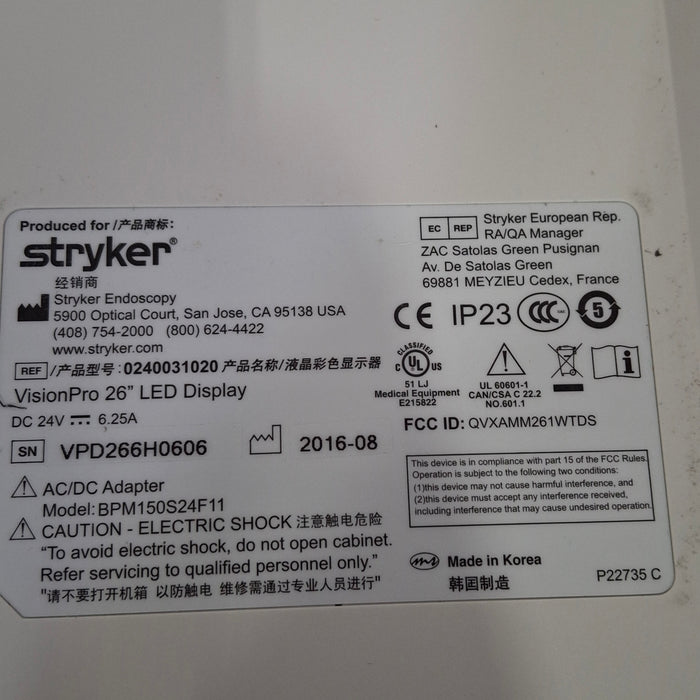 Produced for /产品商标:
stryker®
经销商
Stryker Endoscopy
5900 Optical Court, San Jose, CA 95138 USA
(408) 754-2000 (800) 624-4422
www.stryker.com
REF /产品型号: 0240031020 产品名称/液晶彩色显示器
VisionPro 26" LED Display
DC 24V 6.25A
SN VPD266H0606 2016-08
AC/DC Adapter
Model: BPM150S24F11
CAUTION - ELECTRIC SHOCK 注意触电危险
"To avoid electric shock, do not open cabinet.
Refer servicing to qualified personnel only."
"请不要打开机箱 以防触电 维修需通过专业人员进行"
EC REP Stryker European Rep.
RA/QA Manager
ZAC Satolas Green Pusignan
Av. De Satolas Green
69881 MEYZIEU Cedex, France
CE IP23 CCC 5
CLASSIFIED
C UL US
51 LJ
Medical Equipment
E215822
UL 60601-1
CAN/CSA C 22.2
NO.601.1
FCC ID: QVXAMM261WTDS
This device is in compliance with part 15 of the FCC Rules.
Operation is subject to the following two conditions:
(1)this device may not cause harmful interference, and
(2)this device must accept any interference received,
including interference that may cause undesired operation.
Made in Korea
韩国制造
P22735 C